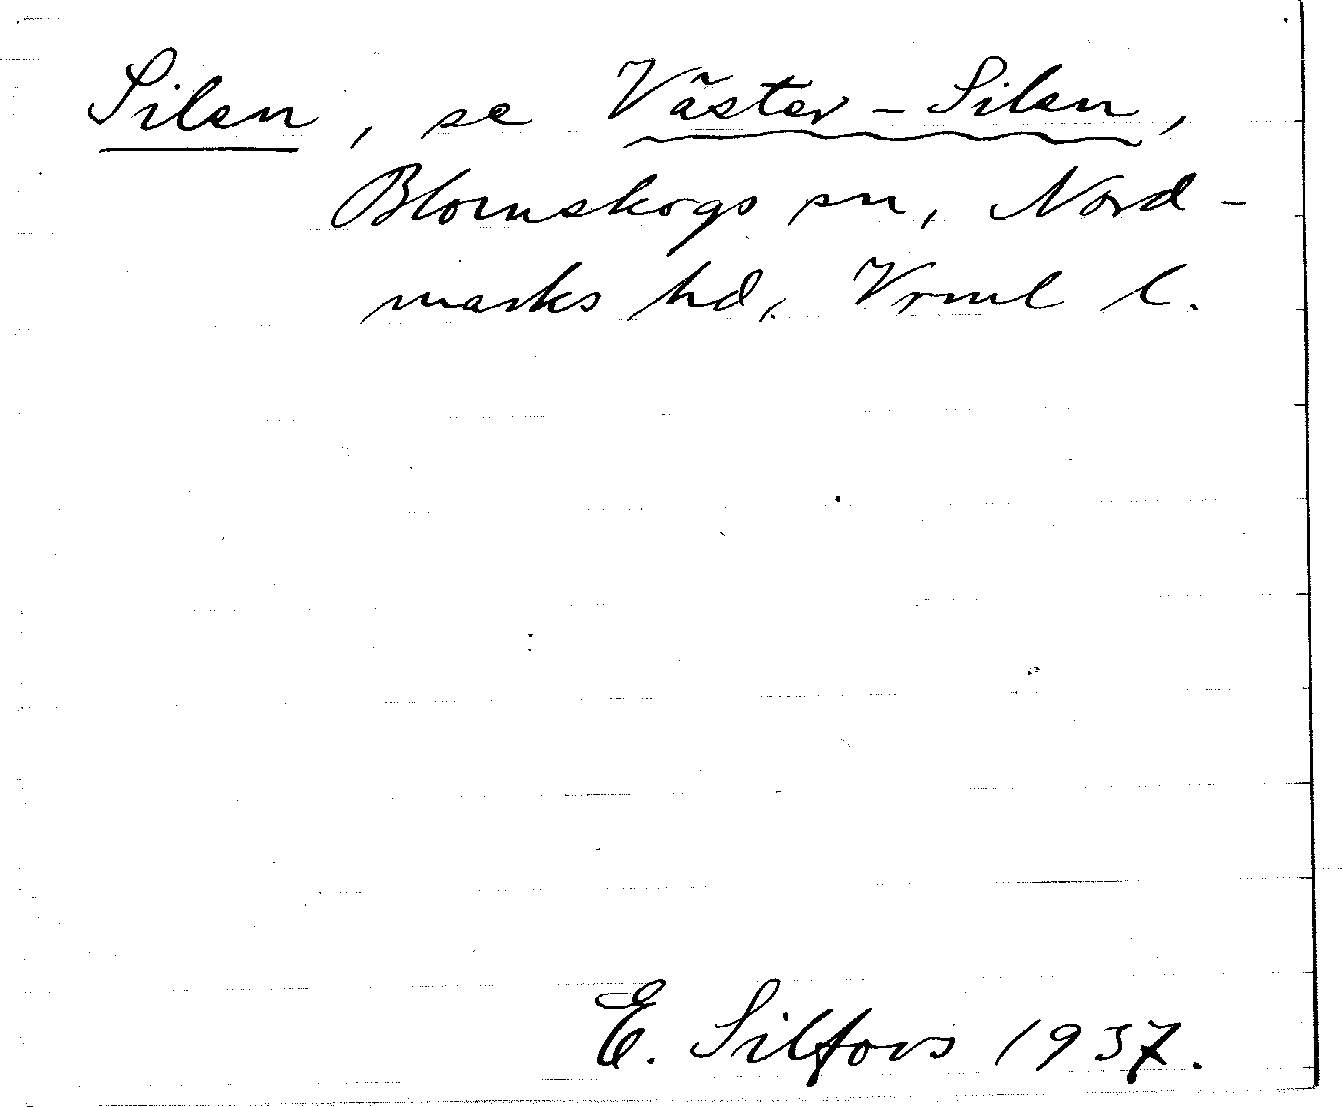 Silen, se Väster-Silen,
Blomskogs sn, Nord-
marks hd, Vrml l.
E. Silfors 1937.